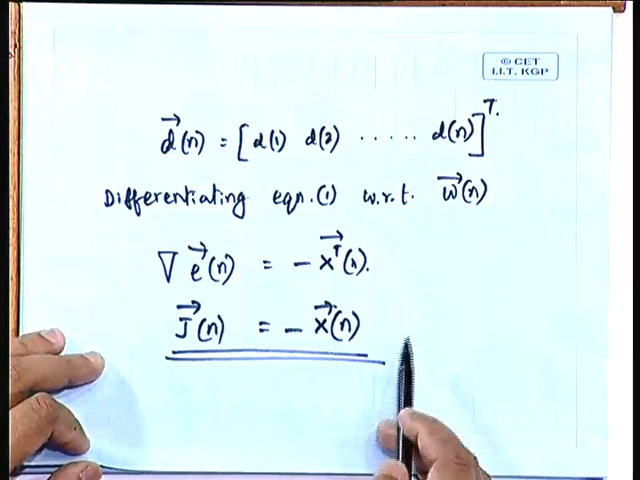 © CET
I.I.T. KGP
d⃗(n) = [d(1) d(2) ..... d(n)]ᵀ.
Differentiating eqn.(1) w.r.t. w⃗(n)
∇ e⃗(n) = − X⃗ᵀ(n).
J⃗(n) = − X⃗(n)